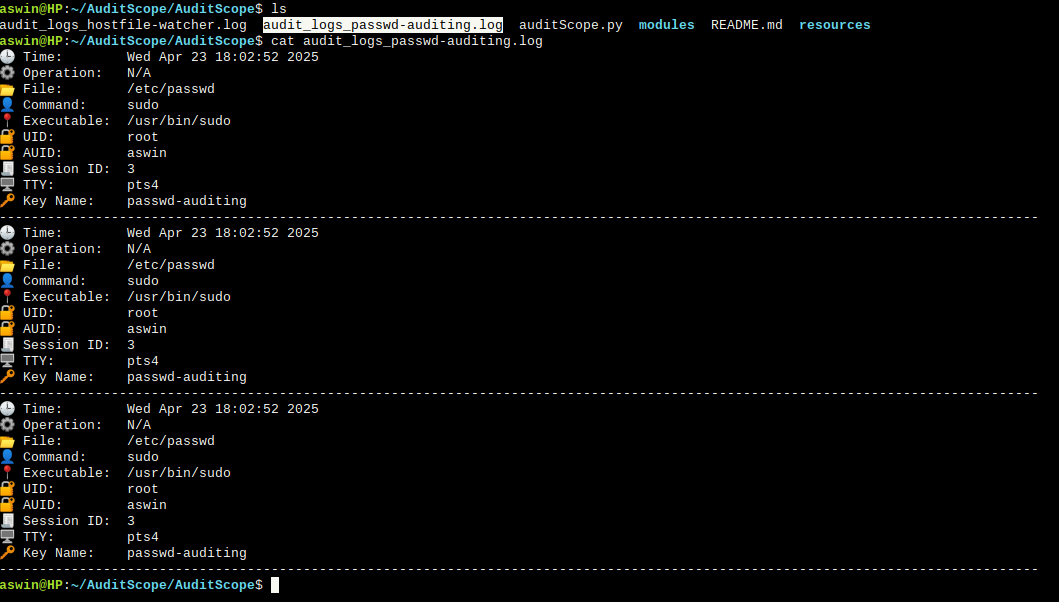 aswin@HP:~/AuditScope/AuditScope$ ls
audit_logs_hostfile-watcher.log  audit_logs_passwd-auditing.log  auditScope.py  modules  README.md  resources
aswin@HP:~/AuditScope/AuditScope$ cat audit_logs_passwd-auditing.log
🕒 Time:        Wed Apr 23 18:02:52 2025
⚙️ Operation:   N/A
📂 File:        /etc/passwd
👤 Command:     sudo
📍 Executable:  /usr/bin/sudo
🔐 UID:         root
🔐 AUID:        aswin
📜 Session ID:  3
🖥️ TTY:         pts4
🔑 Key Name:    passwd-auditing
----------------------------------------------------------------------------------------------------------------------------------
🕒 Time:        Wed Apr 23 18:02:52 2025
⚙️ Operation:   N/A
📂 File:        /etc/passwd
👤 Command:     sudo
📍 Executable:  /usr/bin/sudo
🔐 UID:         root
🔐 AUID:        aswin
📜 Session ID:  3
🖥️ TTY:         pts4
🔑 Key Name:    passwd-auditing
----------------------------------------------------------------------------------------------------------------------------------
🕒 Time:        Wed Apr 23 18:02:52 2025
⚙️ Operation:   N/A
📂 File:        /etc/passwd
👤 Command:     sudo
📍 Executable:  /usr/bin/sudo
🔐 UID:         root
🔐 AUID:        aswin
📜 Session ID:  3
🖥️ TTY:         pts4
🔑 Key Name:    passwd-auditing
----------------------------------------------------------------------------------------------------------------------------------
aswin@HP:~/AuditScope/AuditScope$